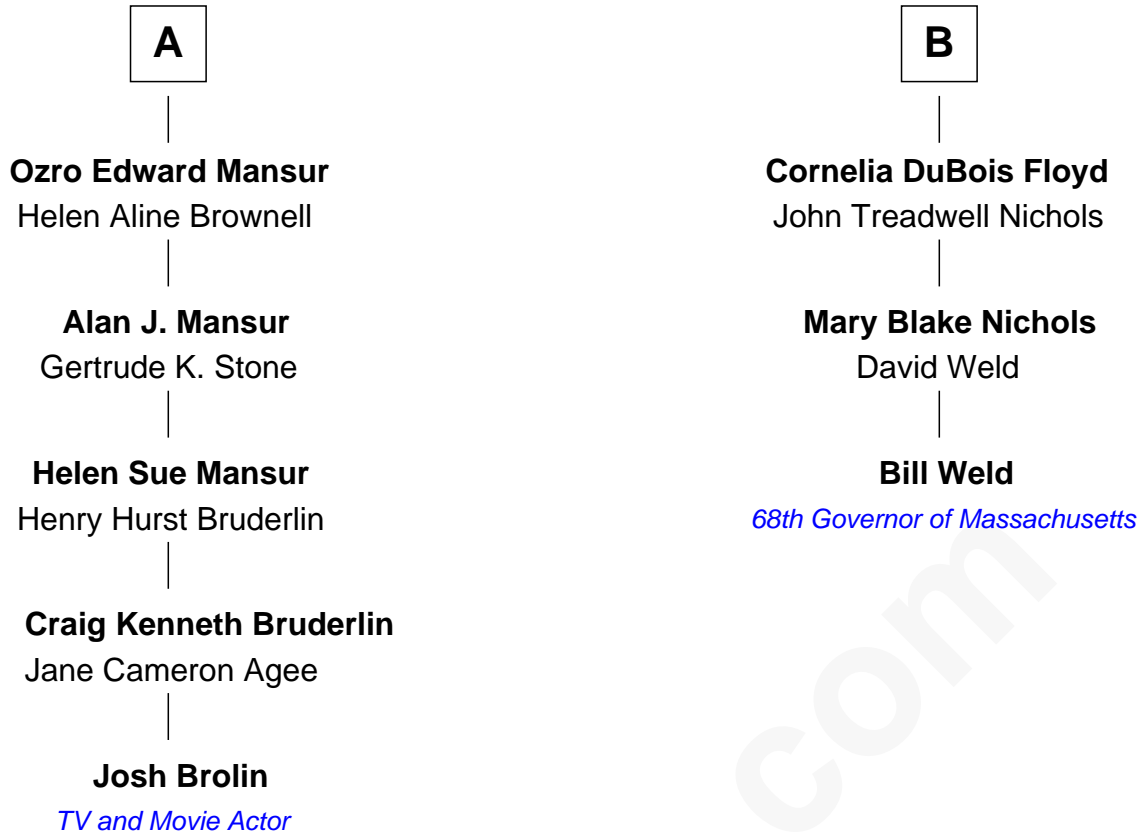 A
Ozro Edward Mansur
Helen Aline Brownell
Alan J. Mansur
Gertrude K. Stone
Helen Sue Mansur
Henry Hurst Bruderlin
Craig Kenneth Bruderlin
Jane Cameron Agee
Josh Brolin
TV and Movie Actor
B
Cornelia DuBois Floyd
John Treadwell Nichols
Mary Blake Nichols
David Weld
Bill Weld
68th Governor of Massachusetts
com